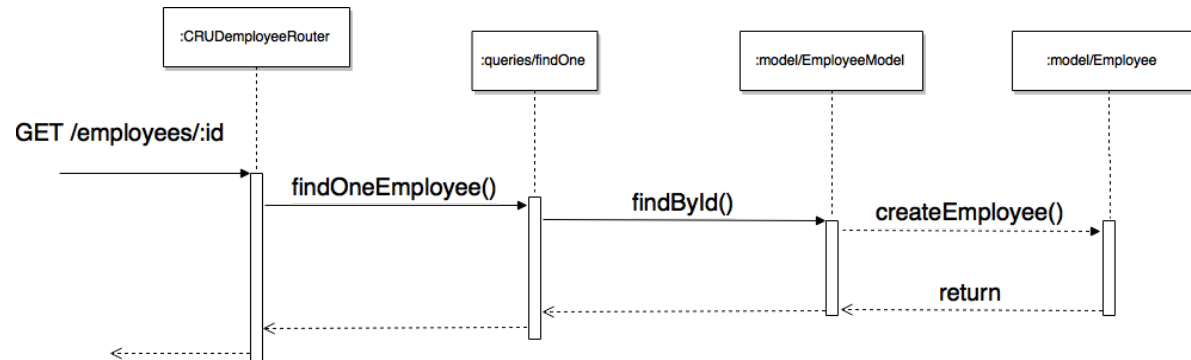 :CRUDemployeeRouter
:queries/findOne
:model/EmployeeModel
:model/Employee
GET /employees/:id
findOneEmployee()
findById()
createEmployee()
return